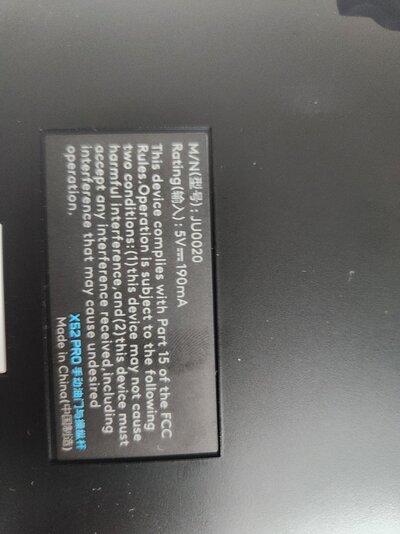 M/N(型号): JU0020
Rating(输入): 5V⎓190mA
This device complies with Part 15 of the FCC
Rules.Operation is subject to the following
two conditions:(1)this device may not cause
harmful interference,and(2)this device must
accept any interference received,including
interference that may cause undesired
operation.
X52 PRO 手动油门与操纵杆
Made in China(中国制造)